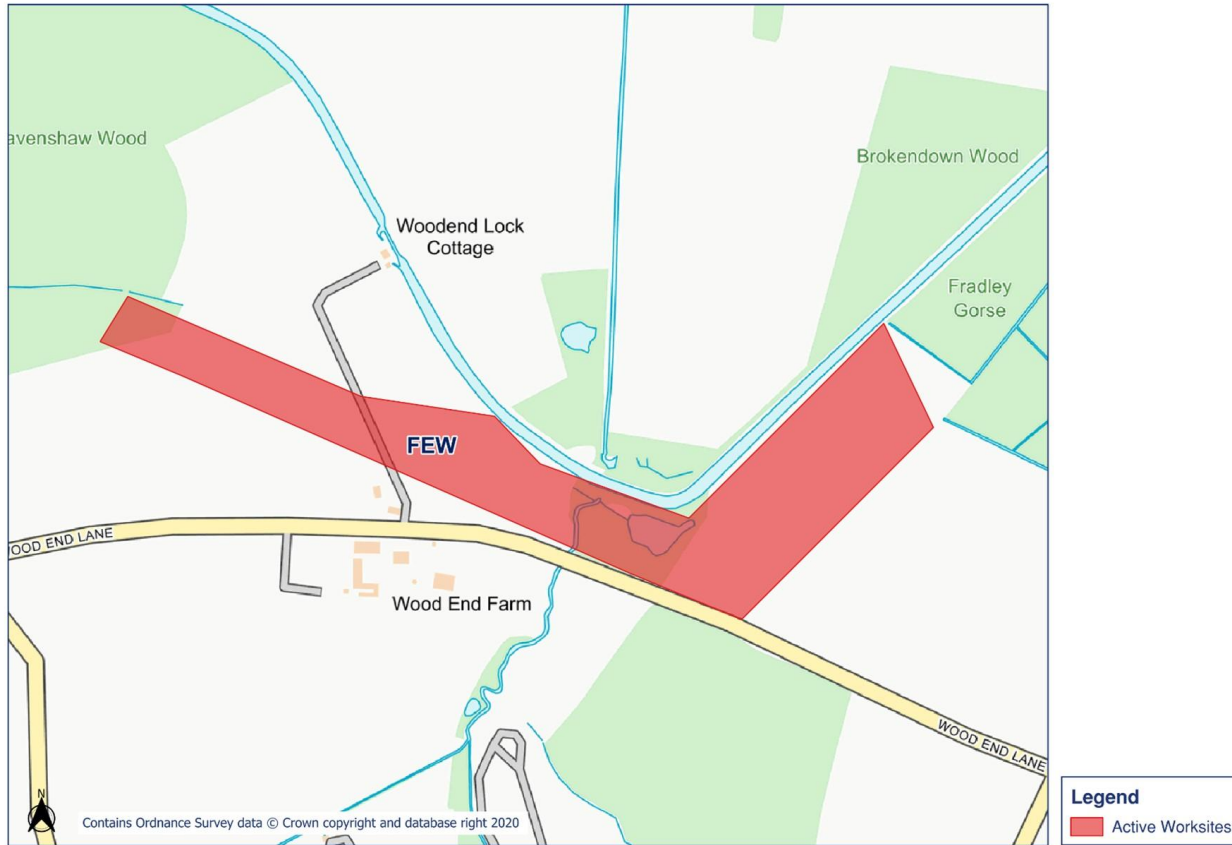 avenshaw Wood
Brokendown Wood
Woodend Lock
Cottage
Fradley
Gorse
FEW
OOD END LANE
Wood End Farm
WOOD END LANE
N
Contains Ordnance Survey data © Crown copyright and database right 2020
Legend
Active Worksites